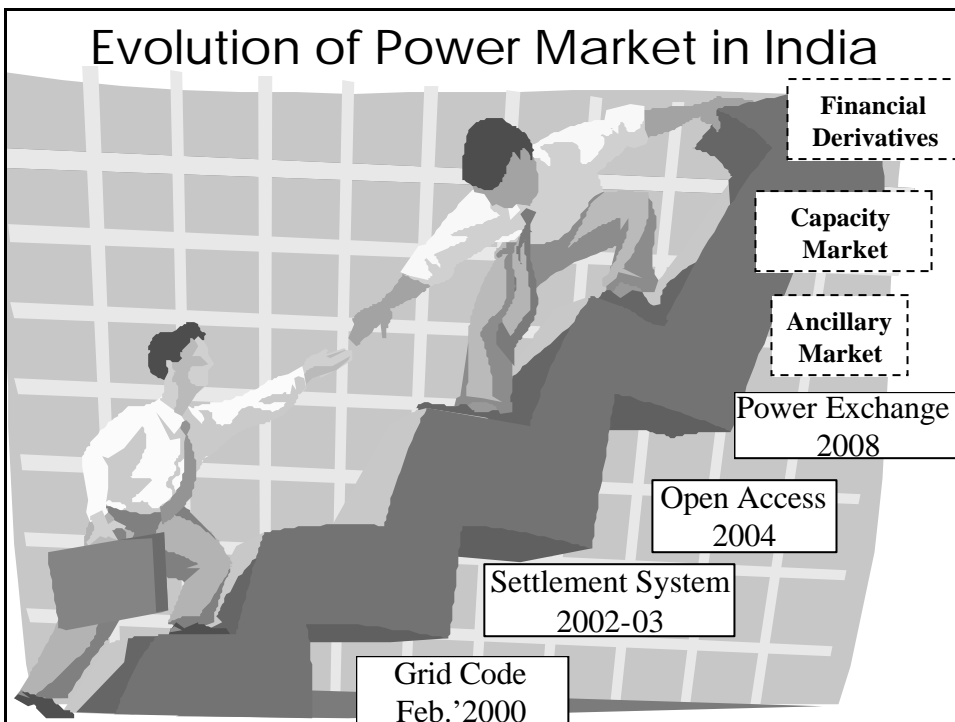 Evolution of Power Market in India
Financial
Derivatives
Capacity
Market
Ancillary
Market
Power Exchange
2008
Open Access
2004
Settlement System
2002-03
Grid Code
Feb.'2000